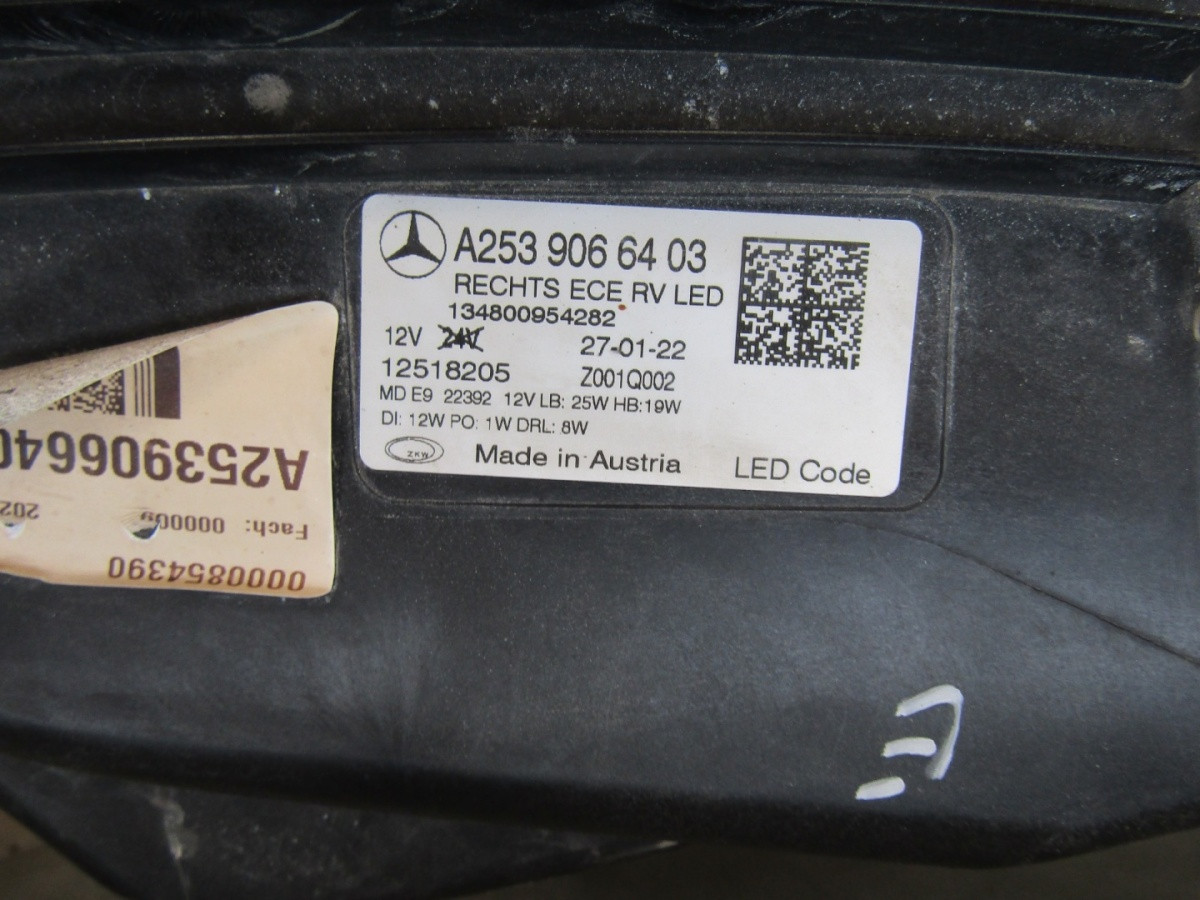 A253 906 64 03
RECHTS ECE RV LED
134800954282
12V 24V
27-01-22
12518205
Z001Q002
MD E9 22392 12V LB: 25W HB:19W
DI: 12W PO: 1W DRL: 8W
ZKW
Made in Austria
LED Code
0000854390
Fach: 000009
202
A253906640